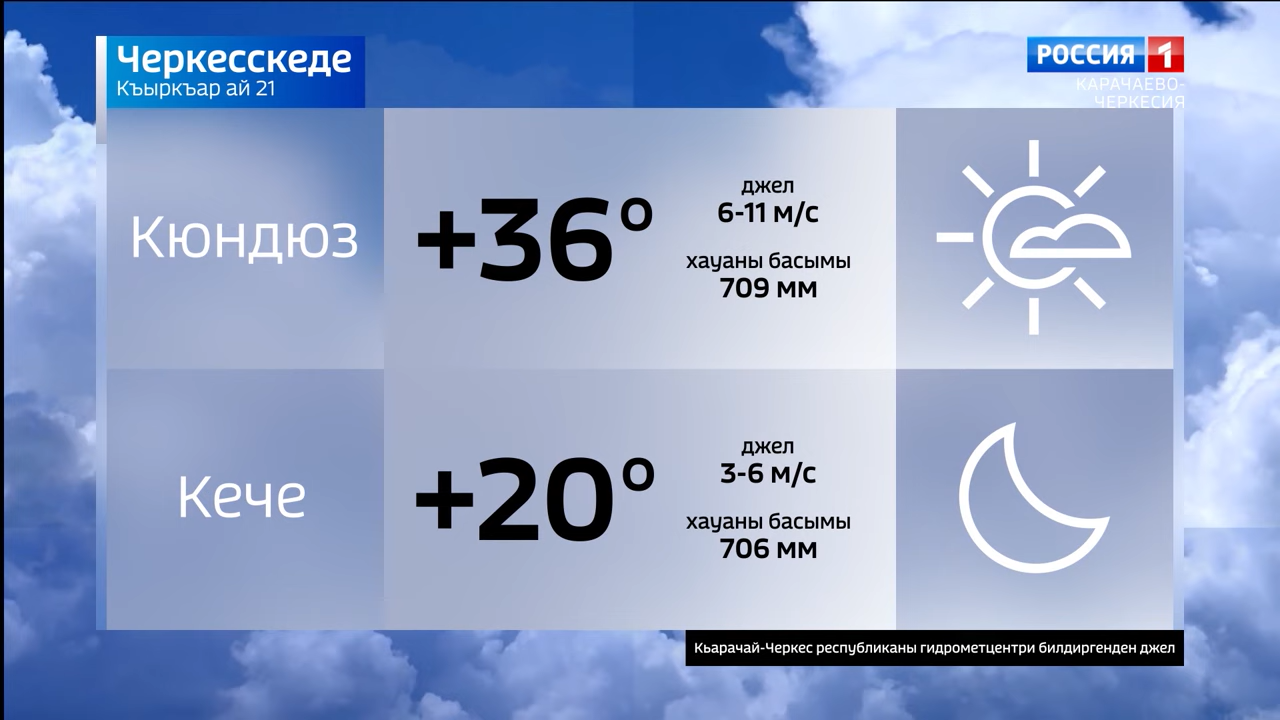 Черкесскеде
Къыркъар ай 21
РОССИЯ 1
КАРАЧАЕВО-
ЧЕРКЕСИЯ
Кюндюз
+36°
джел
6-11 м/с
хауаны басымы
709 мм
Кече
+20°
джел
3-6 м/с
хауаны басымы
706 мм
Кьарачай-Черкес республиканы гидрометцентри билдиргенден джел